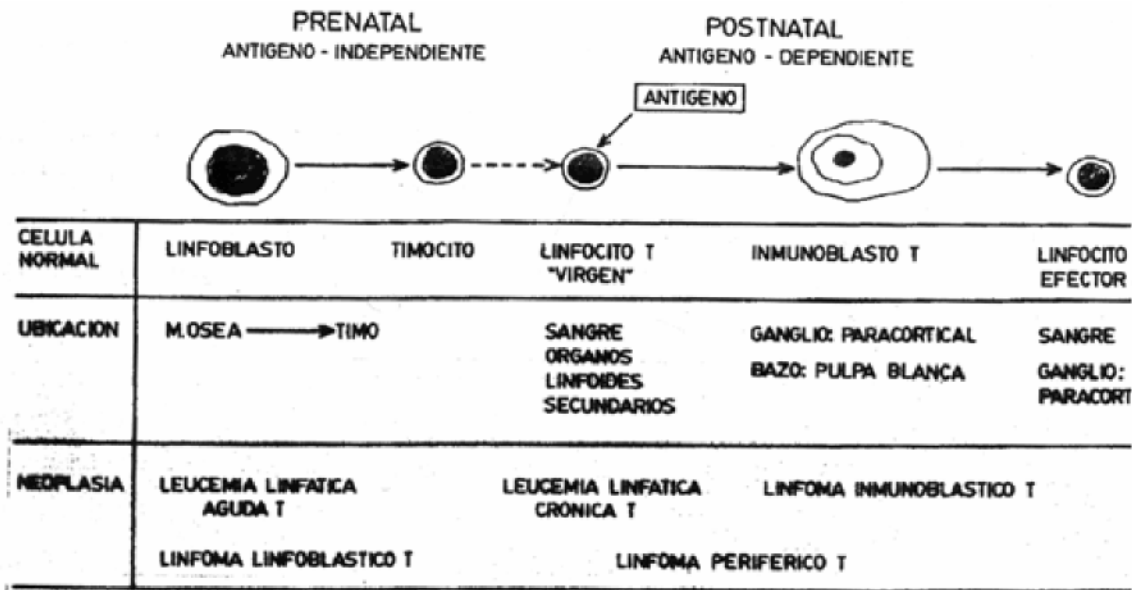 PRENATAL
ANTIGENO - INDEPENDIENTE
POSTNATAL
ANTIGENO - DEPENDIENTE
ANTIGENO
CELULA
NORMAL
LINFOBLASTO
TIMOCITO
LINFOCITO T
"VIRGEN"
INMUNOBLASTO T
LINFOCITO
EFECTOR
UBICACION
M.OSEA
TIMO
SANGRE
ORGANOS
LINFOIDES
SECUNDARIOS
GANGLIO: PARACORTICAL
BAZO: PULPA BLANCA
SANGRE
GANGLIO:
PARACORT
NEOPLASIA
LEUCEMIA LINFATICA
AGUDA T
LEUCEMIA LINFATICA
CRONICA T
LINFOMA INMUNOBLASTICO T
LINFOMA LINFOBLASTICO T
LINFOMA PERIFERICO T